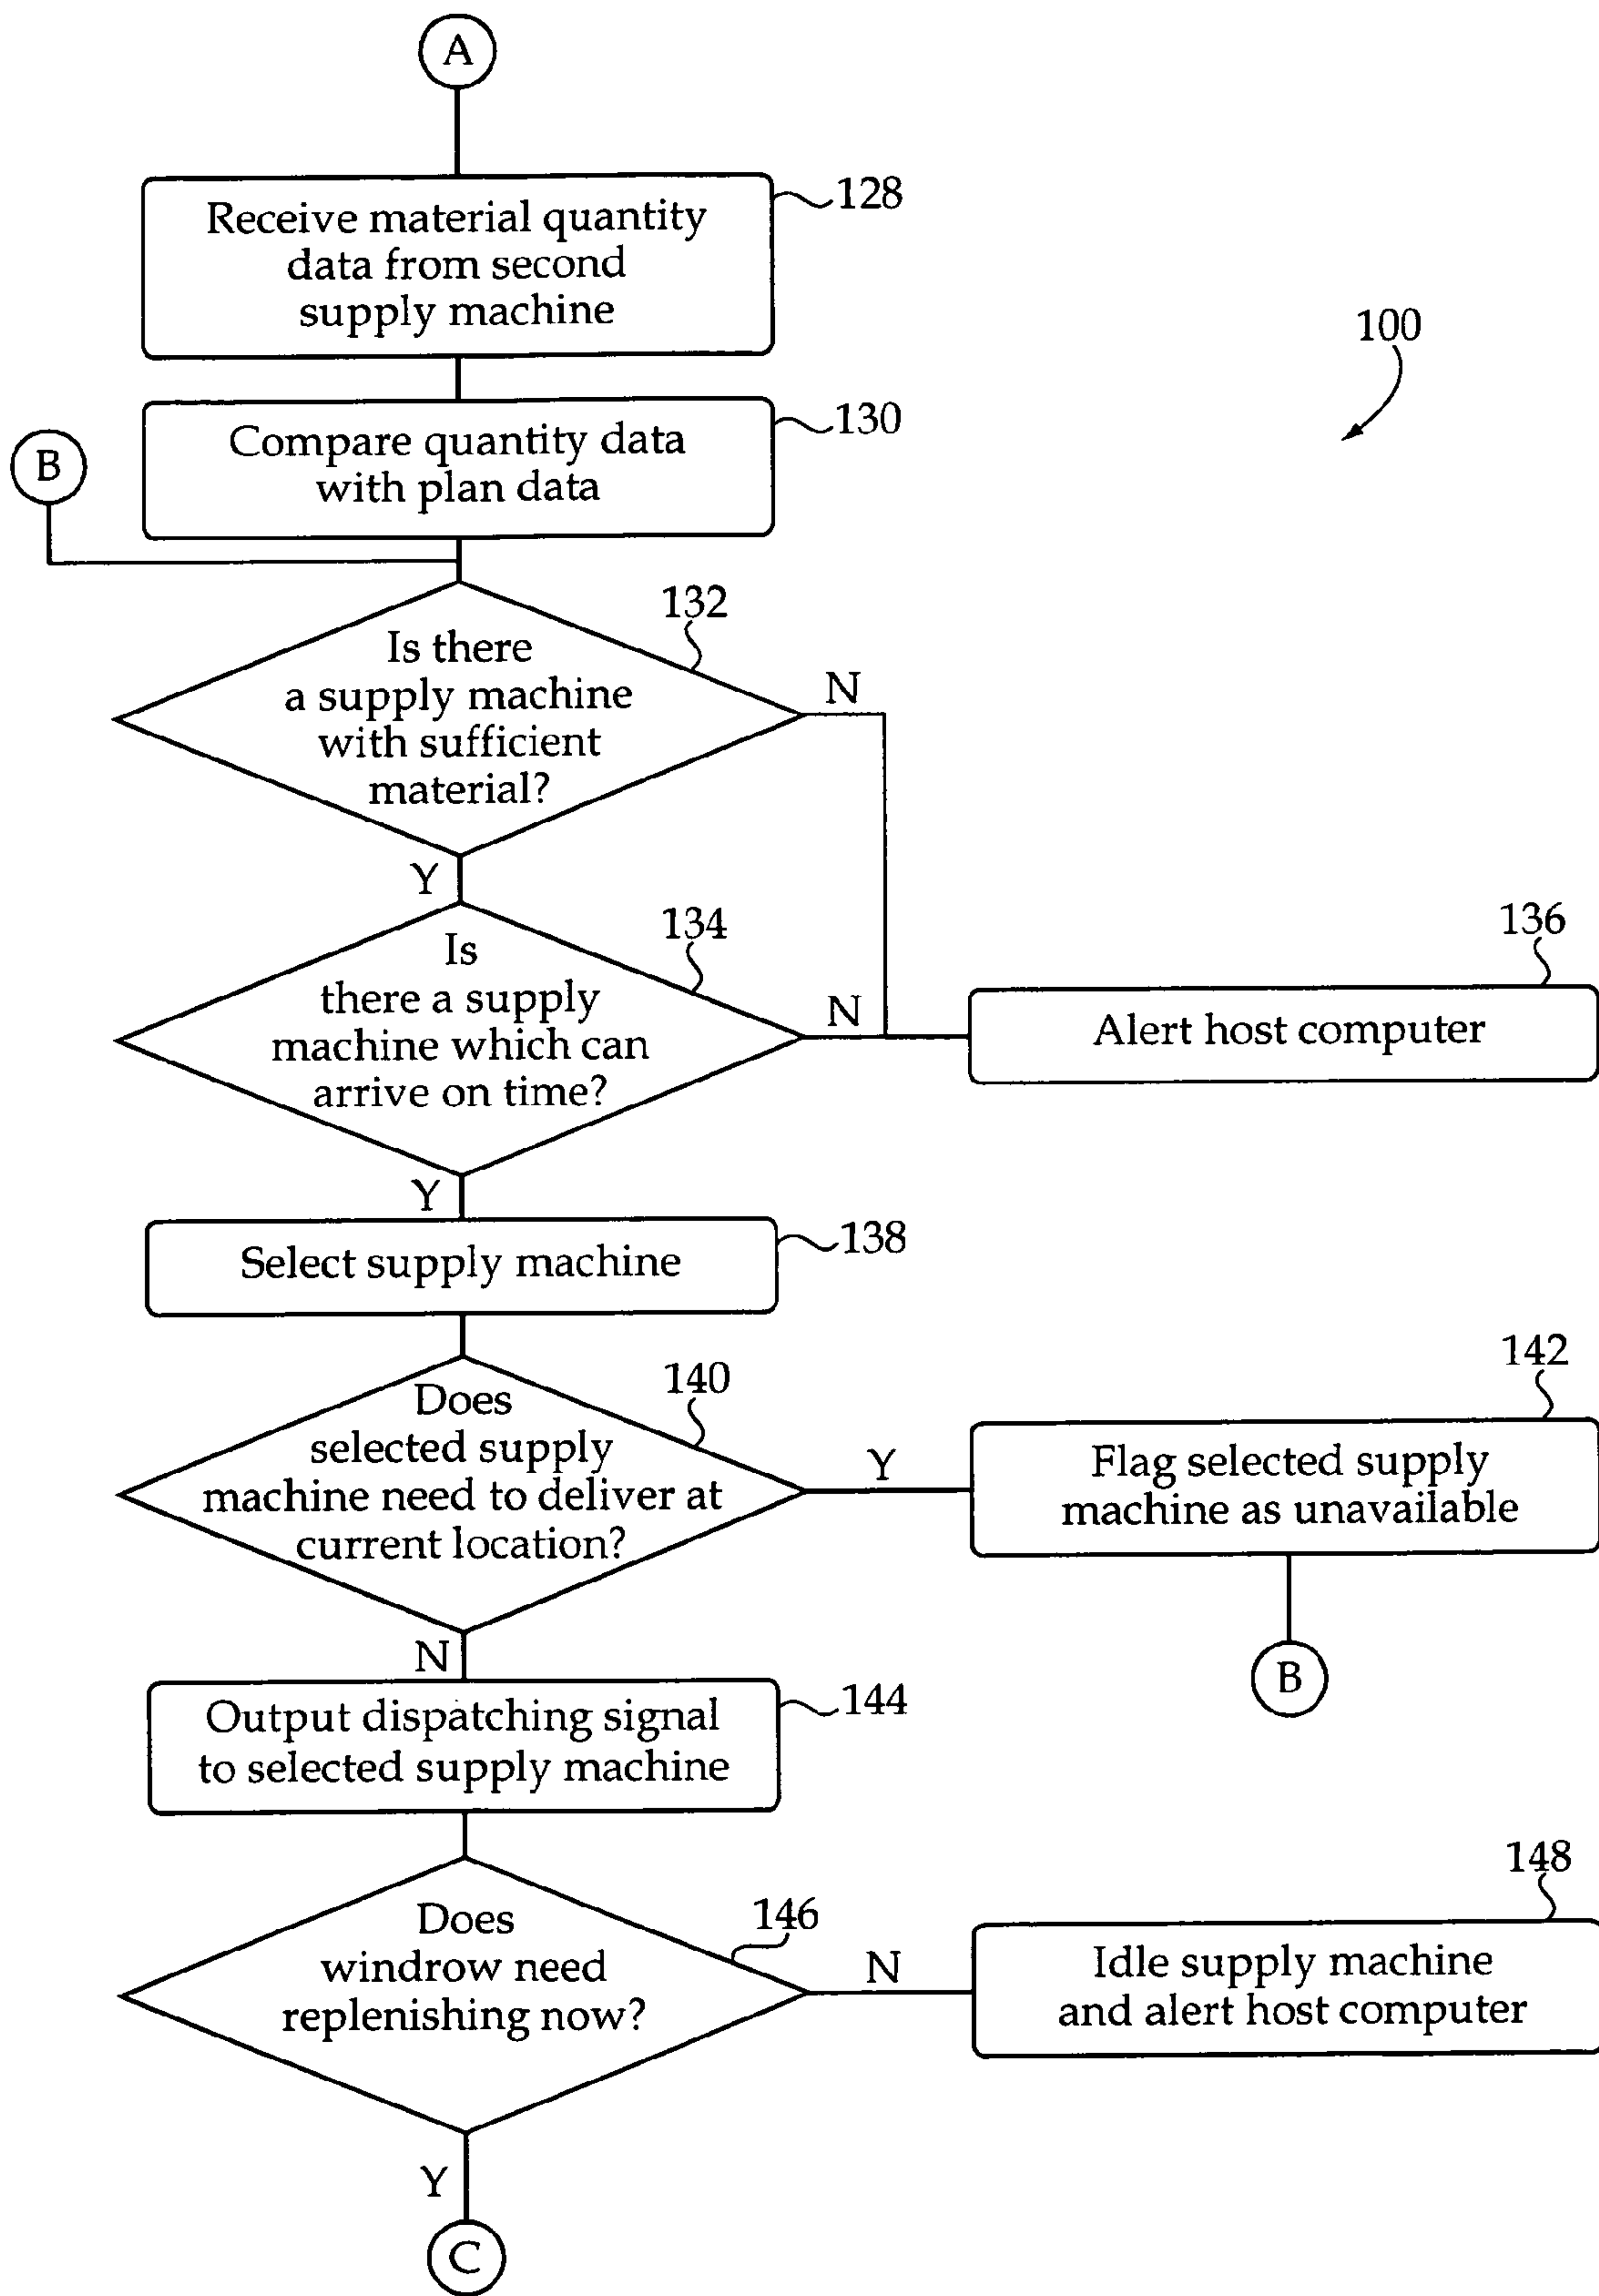 A
Receive material quantity
data from second
supply machine
128
100
Compare quantity data
with plan data
130
B
132
Is there
a supply machine
with sufficient
material?
N
Y
134
Is
there a supply
machine which can
arrive on time?
N
136
Alert host computer
Y
Select supply machine
138
140
Does
selected supply
machine need to deliver at
current location?
Y
142
Flag selected supply
machine as unavailable
B
N
Output dispatching signal
to selected supply machine
144
146
Does
windrow need
replenishing now?
N
148
Idle supply machine
and alert host computer
Y
C